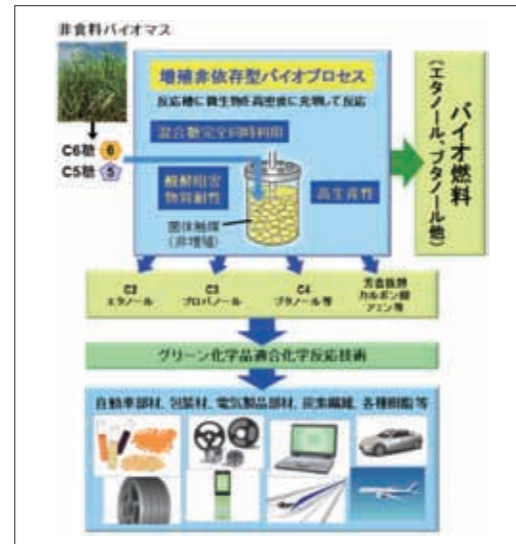 非食料バイオマス
C6糖 6
C5糖 5
増殖非依存型バイオプロセス
反応槽に微生物を高密度に充填して反応
混合糖完全同時利用
醗酵阻害
物質耐性
高生産性
菌体触媒
(非増殖)
バイオ燃料
(エタノール、ブタノール他)
C2
エタノール
C3
プロパノール
C4
ブタノール等
カルボン酸
アミン等
グリーン化学品適合化学反応技術
自動車部材、包装材、電気製品部材、炭素繊維、各種樹脂等